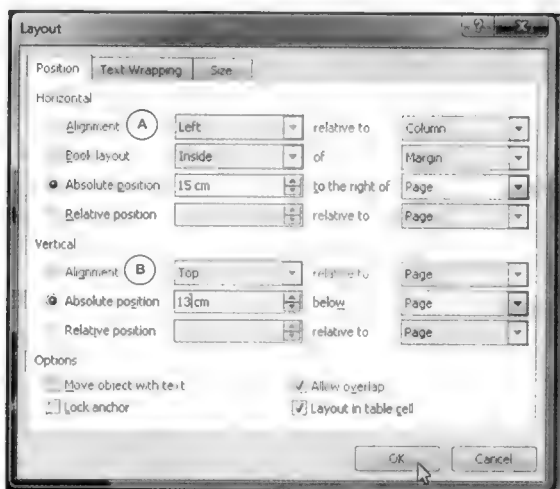 Layout
Position Text Wrapping Size
Horizontal
Alignment A Left relative to Column
Book layout Inside of Margin
Absolute position 15 cm to the right of Page
Relative position relative to Page
Vertical
Alignment B Top relative to Page
Absolute position 13 cm below Page
Relative position relative to Page
Options
Move object with text Allow overlap
Lock anchor Layout in table cell
OK Cancel